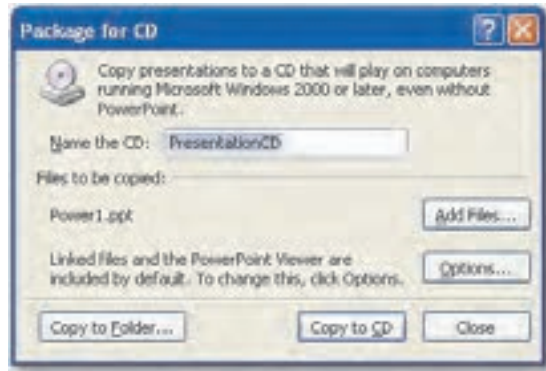 Package for CD
Copy presentations to a CD that will play on computers
running Microsoft Windows 2000 or later, even without
PowerPoint.
Name the CD: PresentationCD
Files to be copied:
Power1.ppt
Add Files...
Linked files and the PowerPoint Viewer are
included by default. To change this, click Options.
Options...
Copy to Folder... Copy to CD Close